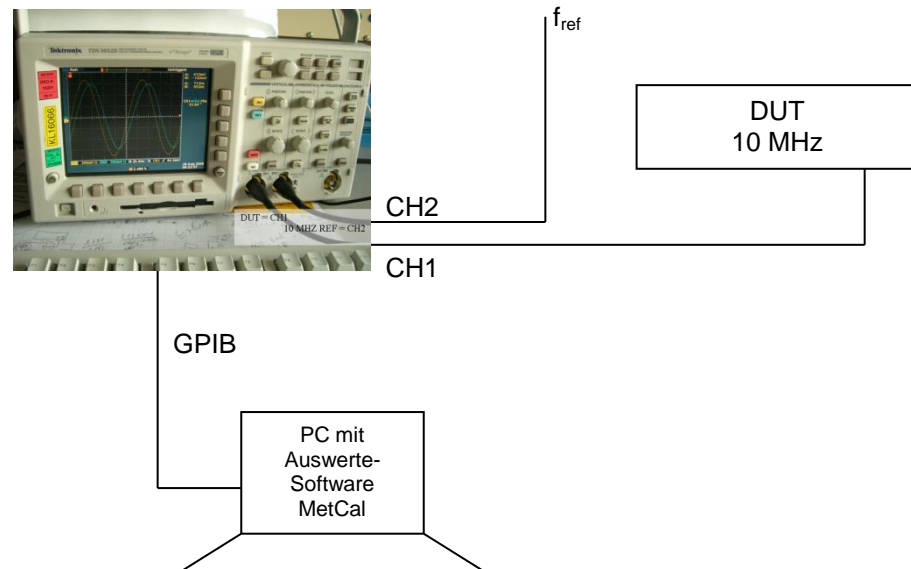 f_ref
Tektronix
DUT
10 MHz
KL16066
CH2
DUT = CH1
10 MHZ REF = CH2
CH1
GPIB
PC mit
Auswerte-
Software
MetCal